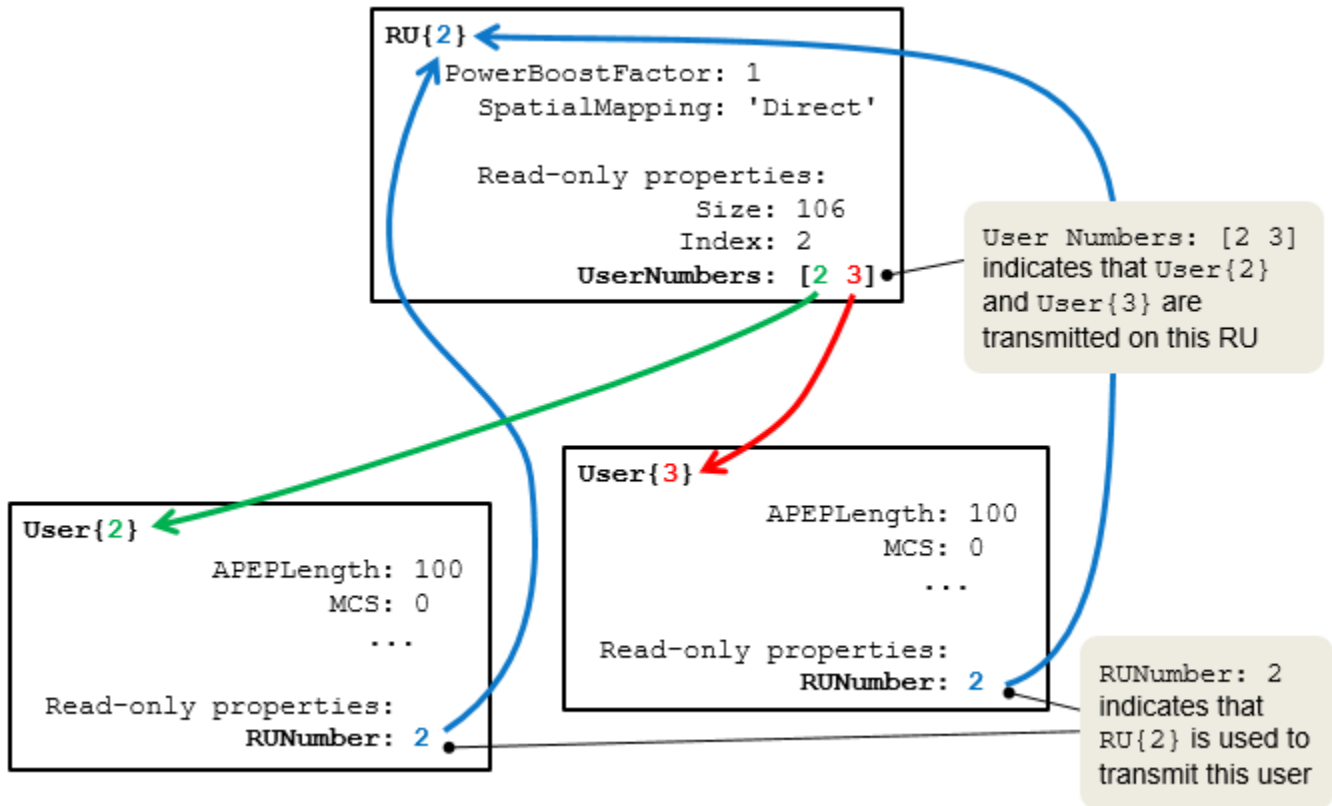 RU{2}
PowerBoostFactor: 1
SpatialMapping: 'Direct'
Read-only properties:
Size: 106
Index: 2
UserNumbers: [2 3]
User Numbers: [2 3]
indicates that User{2}
and User{3} are
transmitted on this RU
User{3}
APEPLength: 100
MCS: 0
...
Read-only properties:
RUNumber: 2
User{2}
APEPLength: 100
MCS: 0
...
Read-only properties:
RUNumber: 2
RUNumber: 2
indicates that
RU{2} is used to
transmit this user